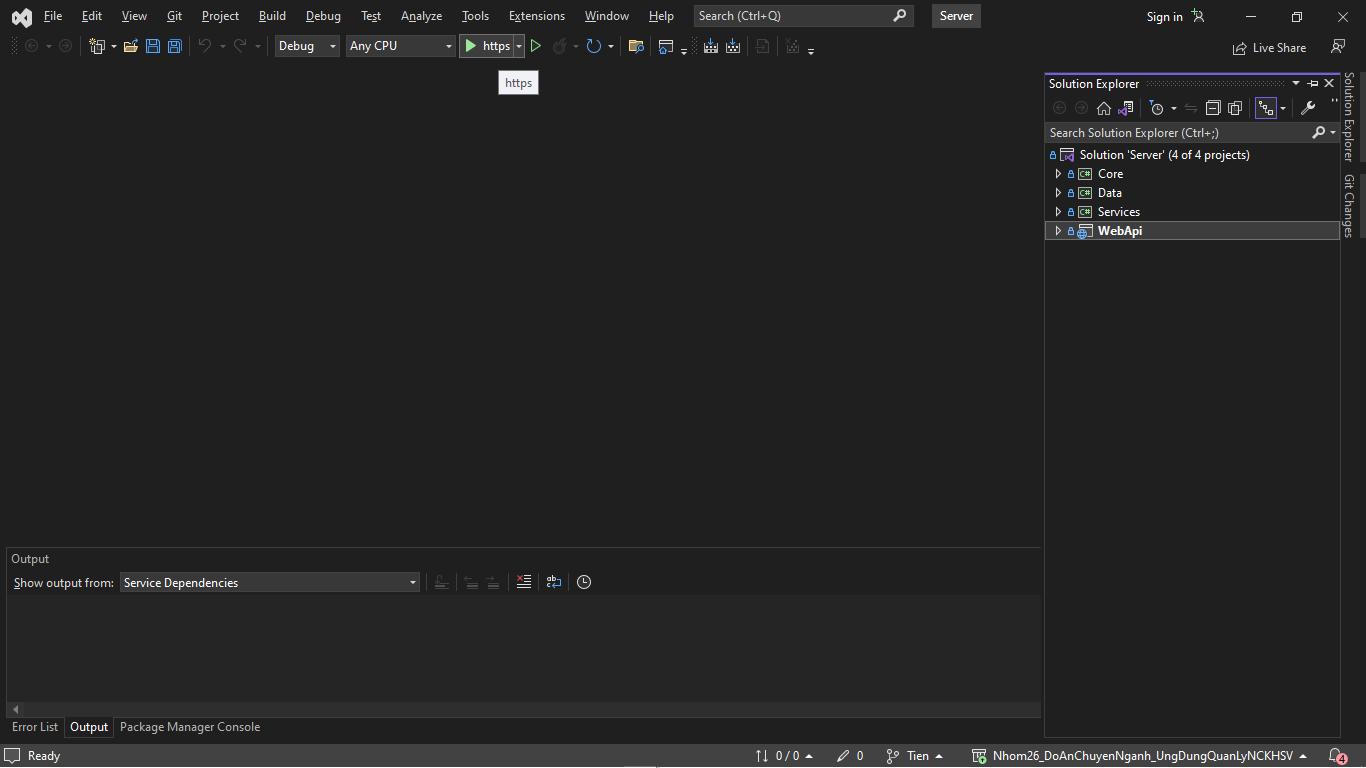 File Edit View Git Project Build Debug Test Analyze Tools Extensions Window Help Search (Ctrl+Q) Server Sign in
Debug Any CPU https Live Share
https
Solution Explorer
Search Solution Explorer (Ctrl+;)
Solution 'Server' (4 of 4 projects)
C# Core
C# Data
C# Services
WebApi
Solution Explorer
Git Changes
Output
Show output from: Service Dependencies
Error List Output Package Manager Console
Ready 0 / 0 0 Tien Nhom26_DoAnChuyenNganh_UngDungQuanLyNCKHSV 4